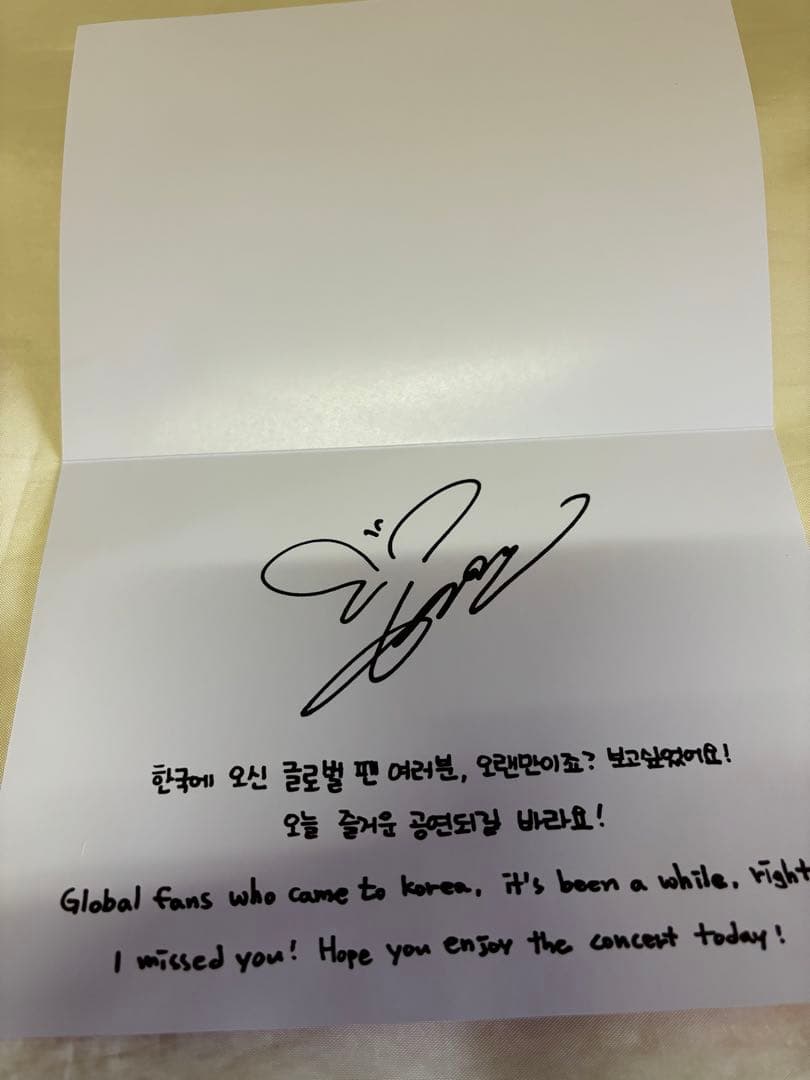 한국에 오신 글로벌 팬 여러분, 오랜만이죠? 보고싶었어요!
오늘 즐거운 공연되길 바라요!
Global fans who came to korea, it's been a while, right
I missed you! Hope you enjoy the concert today!